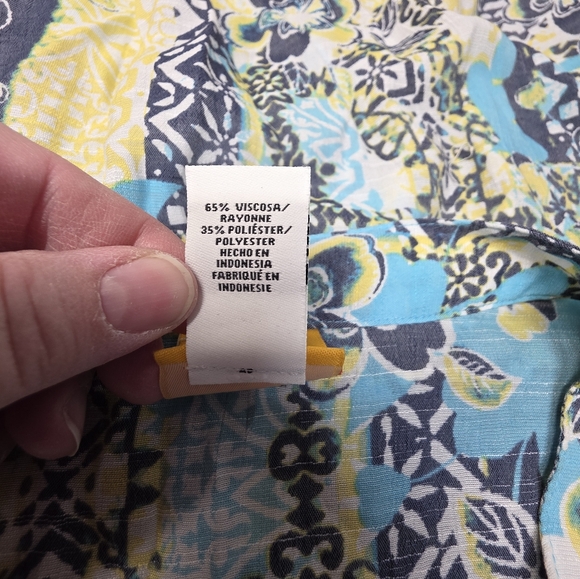 65% VISCOSA/
RAYONNE
35% POLIÉSTER/
POLYESTER
HECHO EN
INDONESIA
FABRIQUÉ EN
INDONESIE